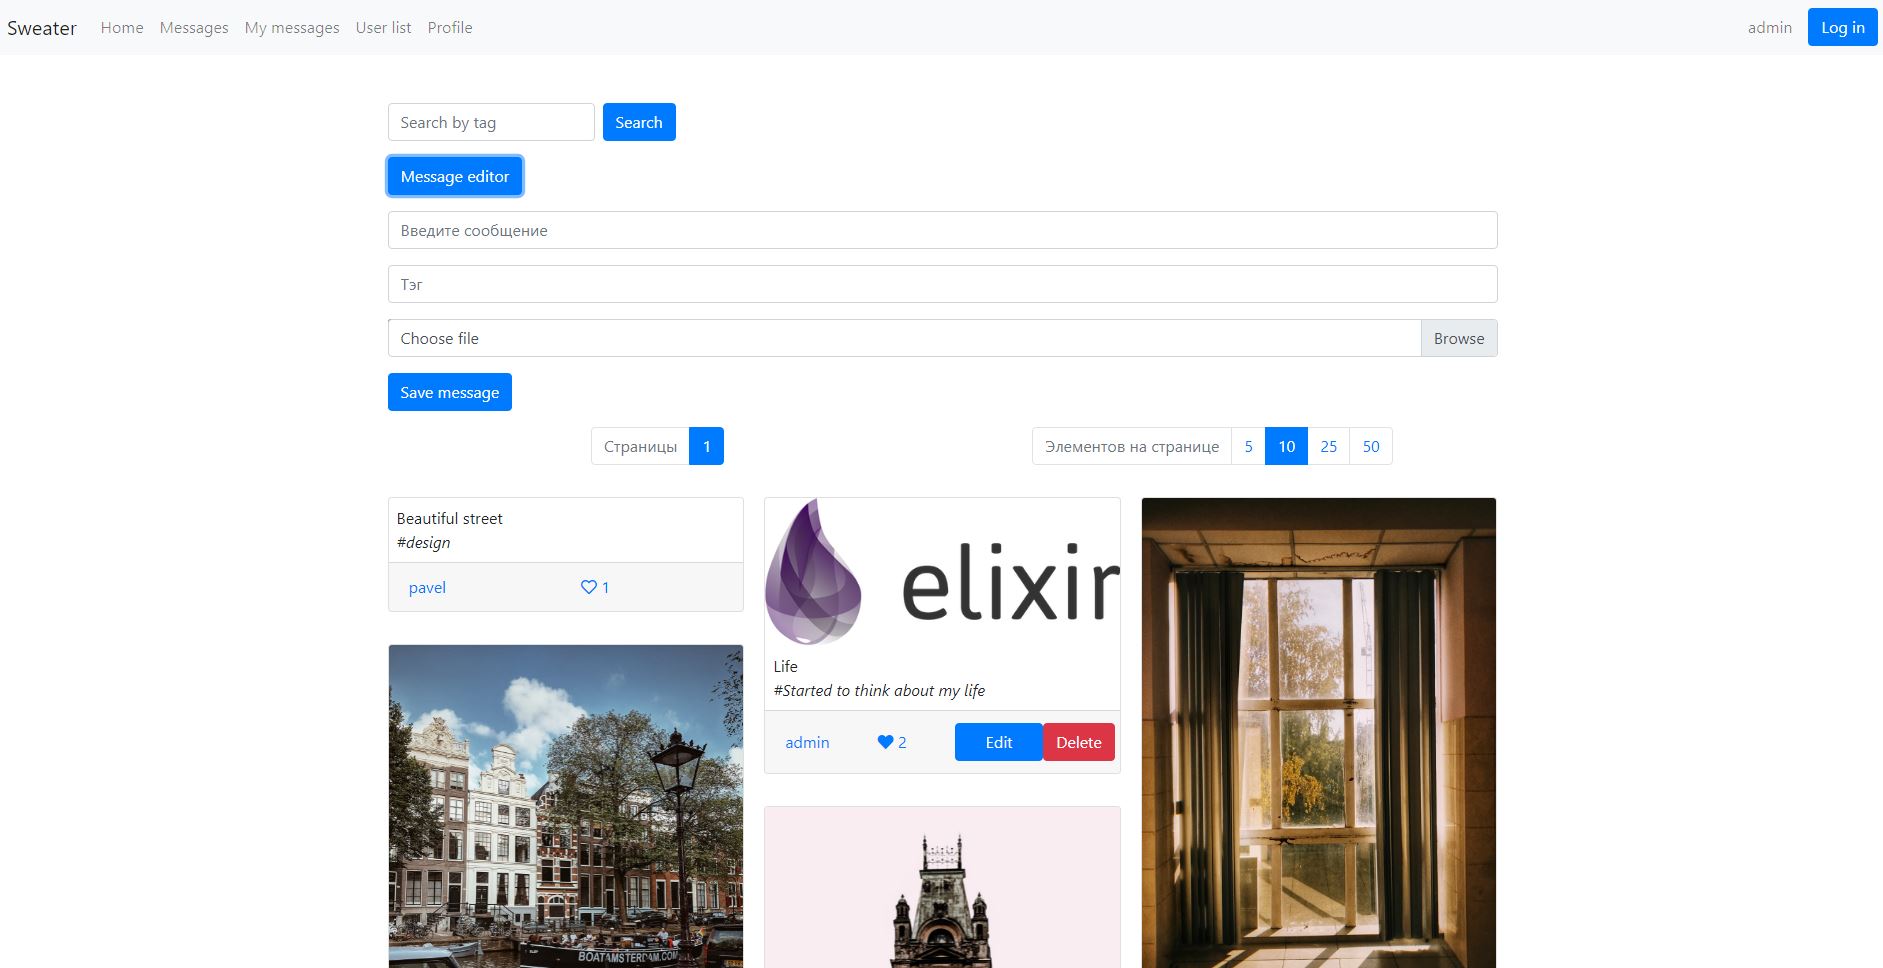 Sweater Home Messages My messages User list Profile admin Log in
Search by tag Search
Message editor
Введите сообщение
Тэг
Choose file Browse
Save message
Страницы 1 Элементов на странице 5 10 25 50
Beautiful street
#design
pavel 1
elixir
Life
#Started to think about my life
admin 2 Edit Delete
BOATAMSTERDAM.COM